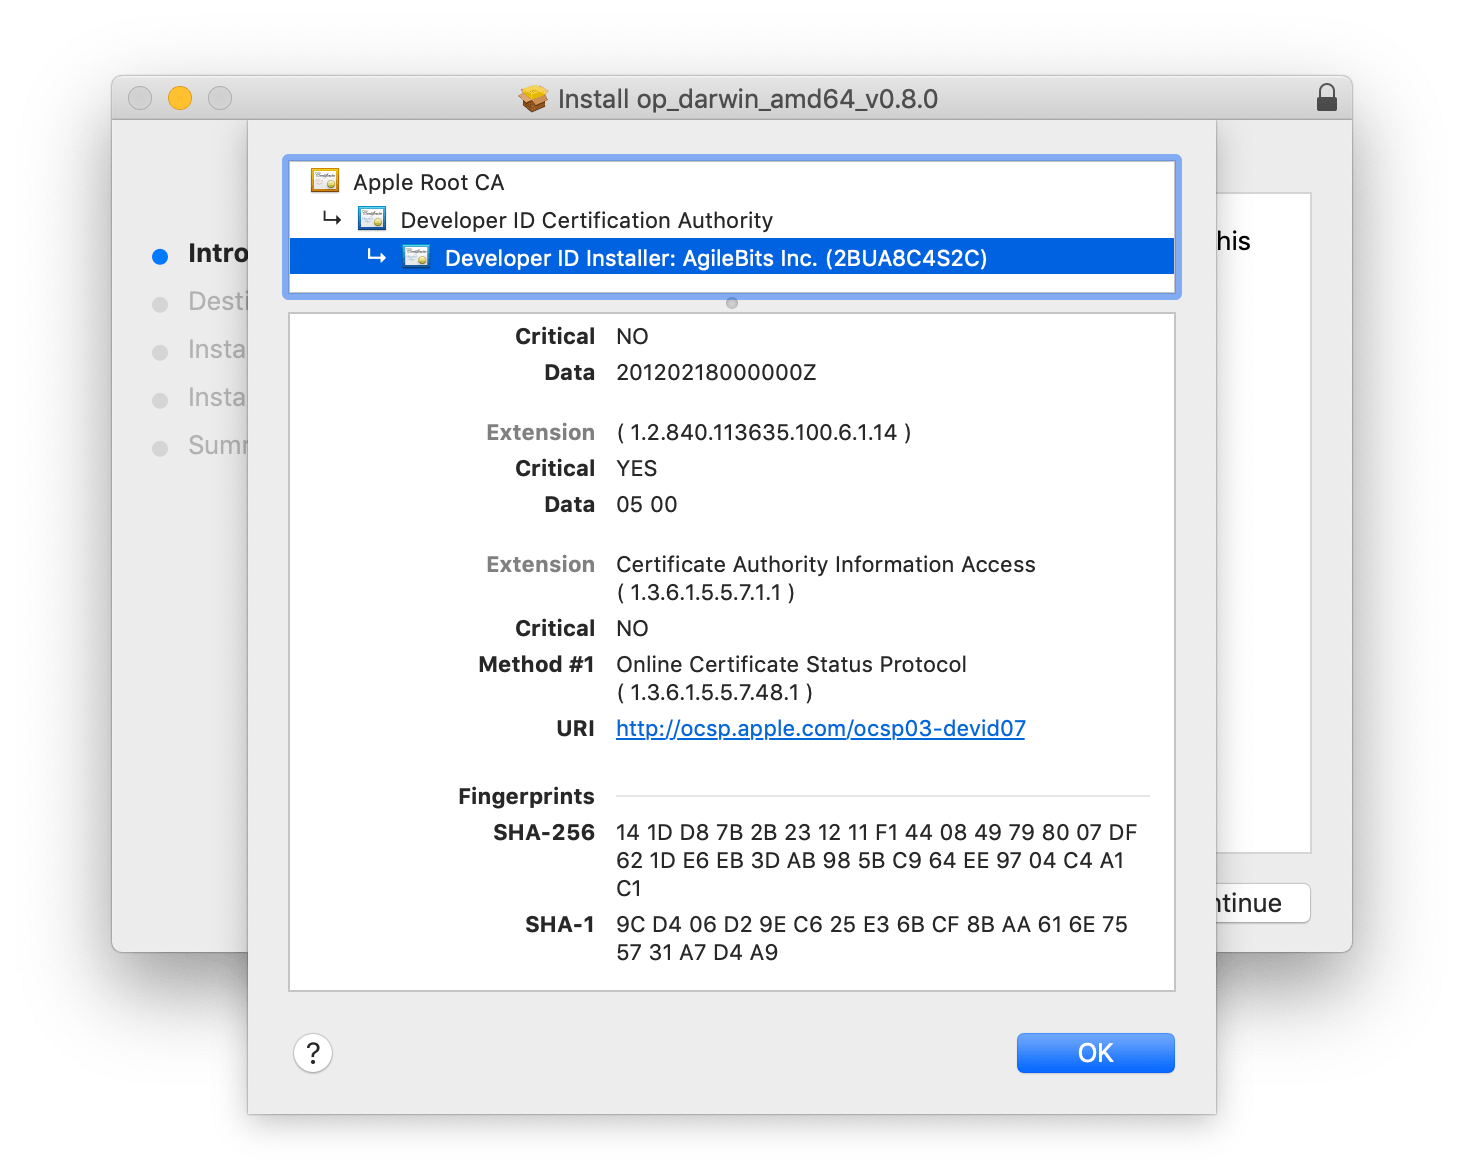 Install op_darwin_amd64_v0.8.0
Apple Root CA
Developer ID Certification Authority
Developer ID Installer: AgileBits Inc. (2BUA8C4S2C)
Intro
Desti
Insta
Insta
Sum
his
Critical NO
Data 20120218000000Z
Extension ( 1.2.840.113635.100.6.1.14 )
Critical YES
Data 05 00
Extension Certificate Authority Information Access
( 1.3.6.1.5.5.7.1.1 )
Critical NO
Method #1 Online Certificate Status Protocol
( 1.3.6.1.5.5.7.48.1 )
URI http://ocsp.apple.com/ocsp03-devid07
Fingerprints
SHA-256 14 1D D8 7B 2B 23 12 11 F1 44 08 49 79 80 07 DF
62 1D E6 EB 3D AB 98 5B C9 64 EE 97 04 C4 A1
C1
SHA-1 9C D4 06 D2 9E C6 25 E3 6B CF 8B AA 61 6E 75
57 31 A7 D4 A9
ntinue
?
OK